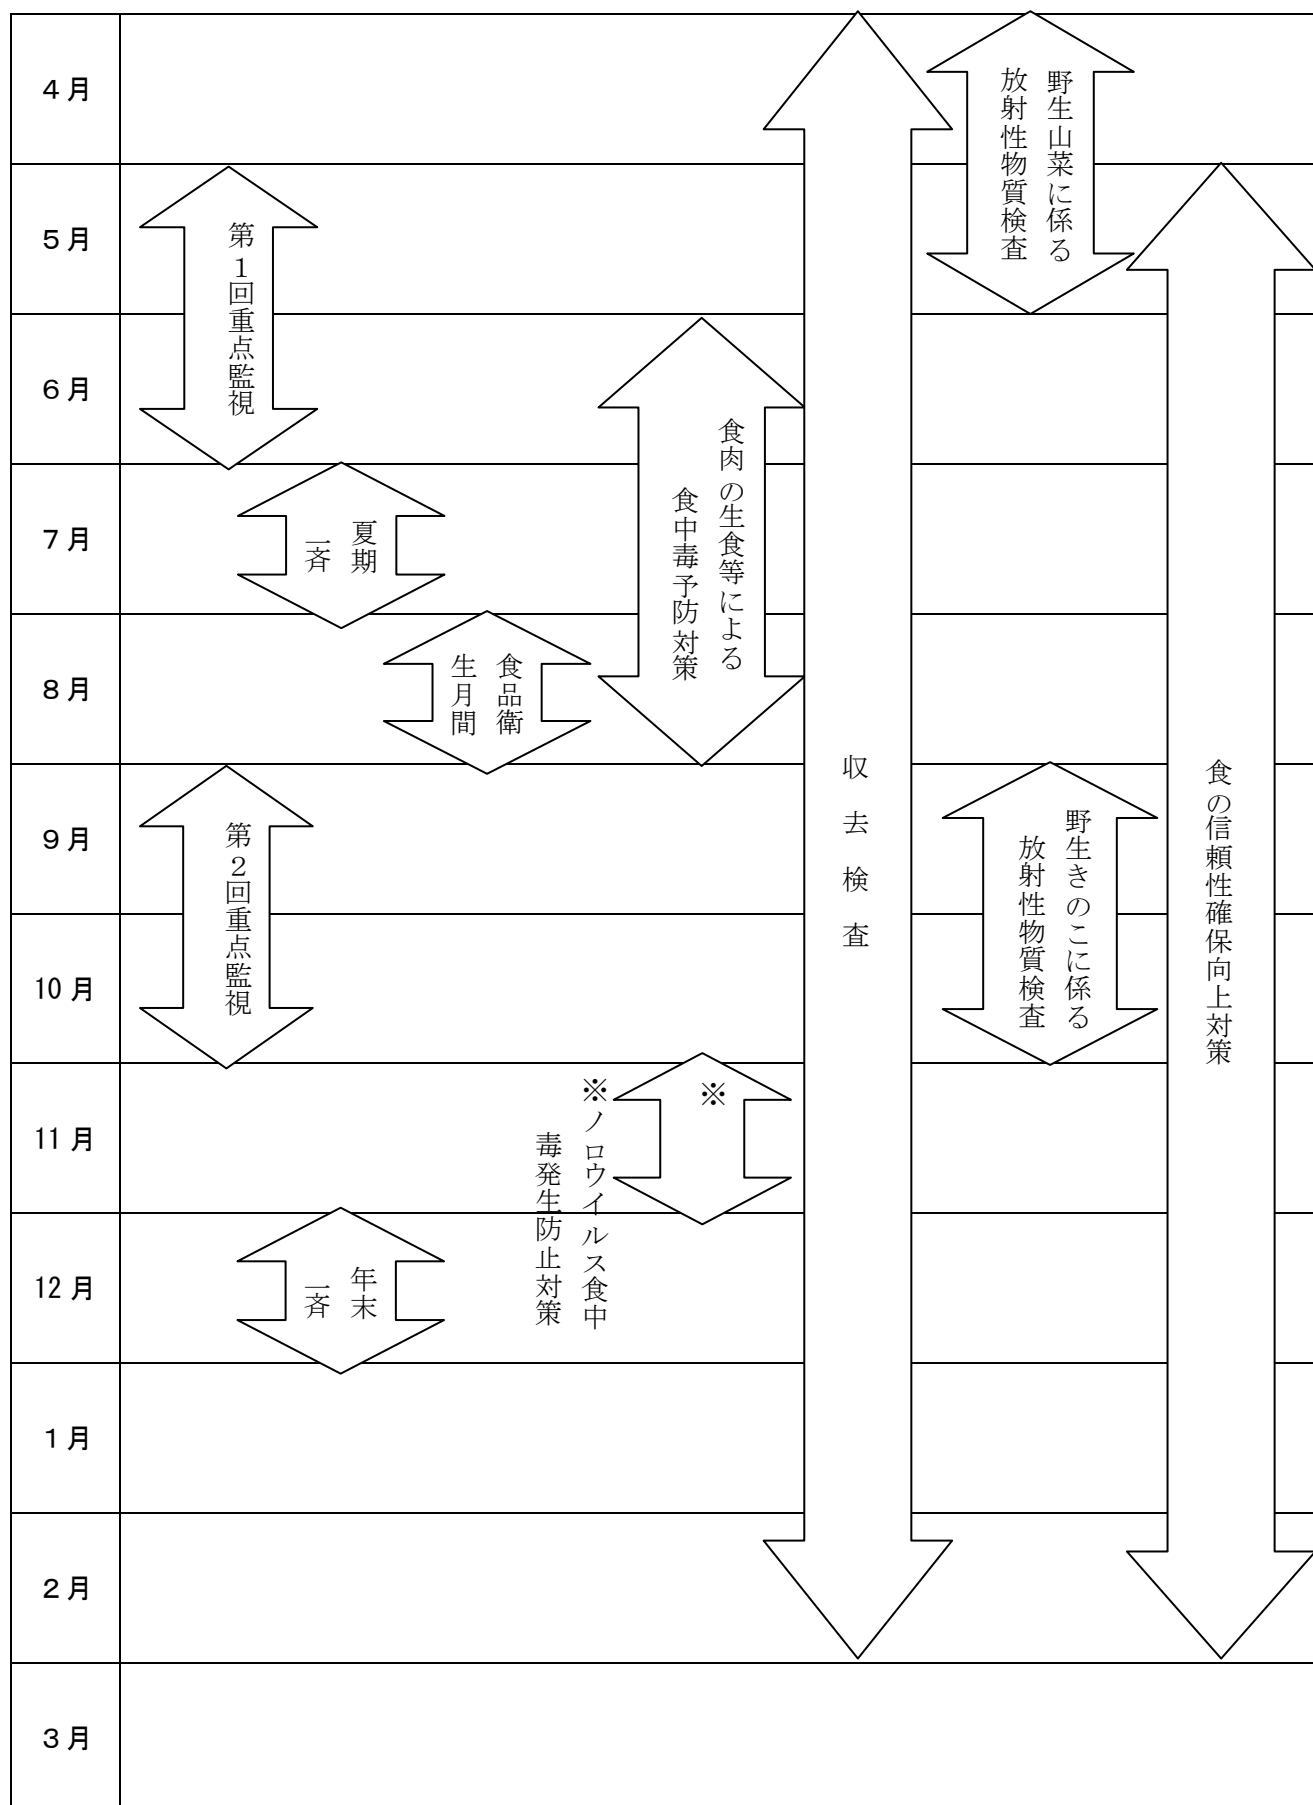 4月
5月
6月
7月
8月
9月
10月
11月
12月
1月
2月
3月
第1回重点監視
夏期
一斉
食品衛
生月間
食肉の生食等による
食中毒予防対策
収去検査
野生山菜に係る
放射性物質検査
食の信頼性確保向上対策
第2回重点監視
野生きのこに係る
放射性物質検査
※
※ノロウイルス食中
毒発生防止対策
年末
一斉